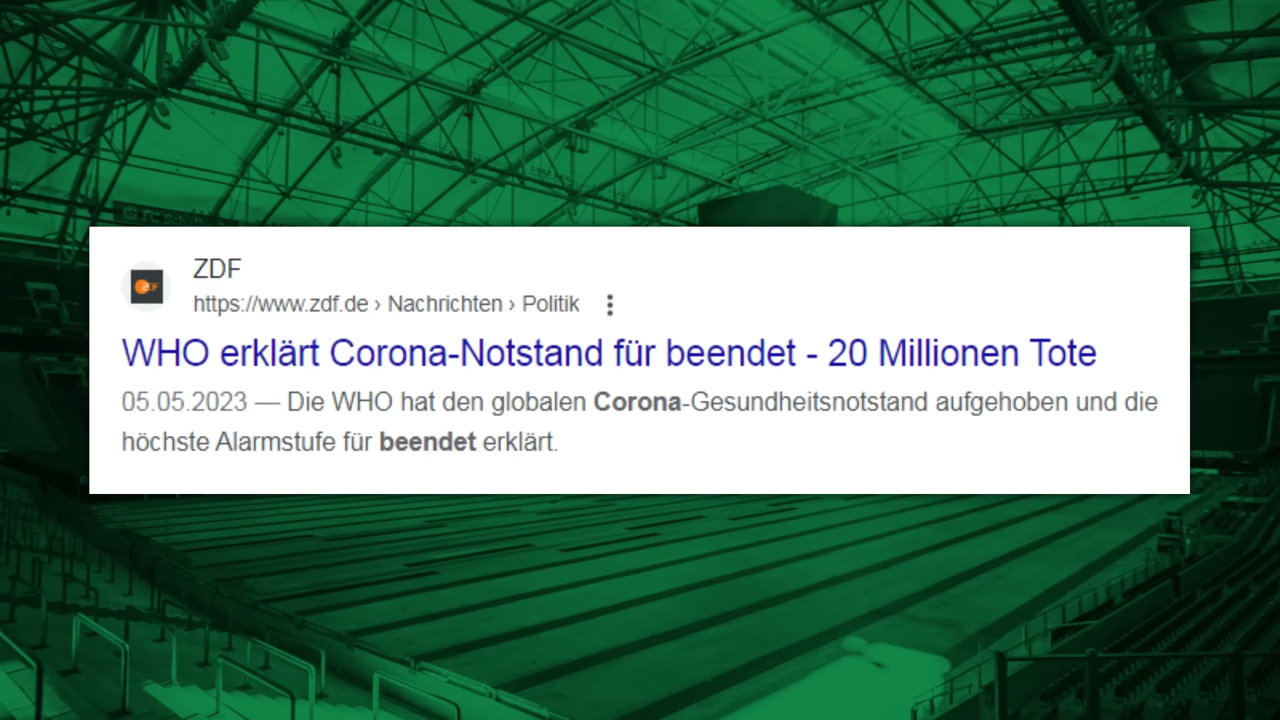 ZDF
https://www.zdf.de › Nachrichten › Politik
WHO erklärt Corona-Notstand für beendet - 20 Millionen Tote
05.05.2023 — Die WHO hat den globalen Corona-Gesundheitsnotstand aufgehoben und die
höchste Alarmstufe für beendet erklärt.